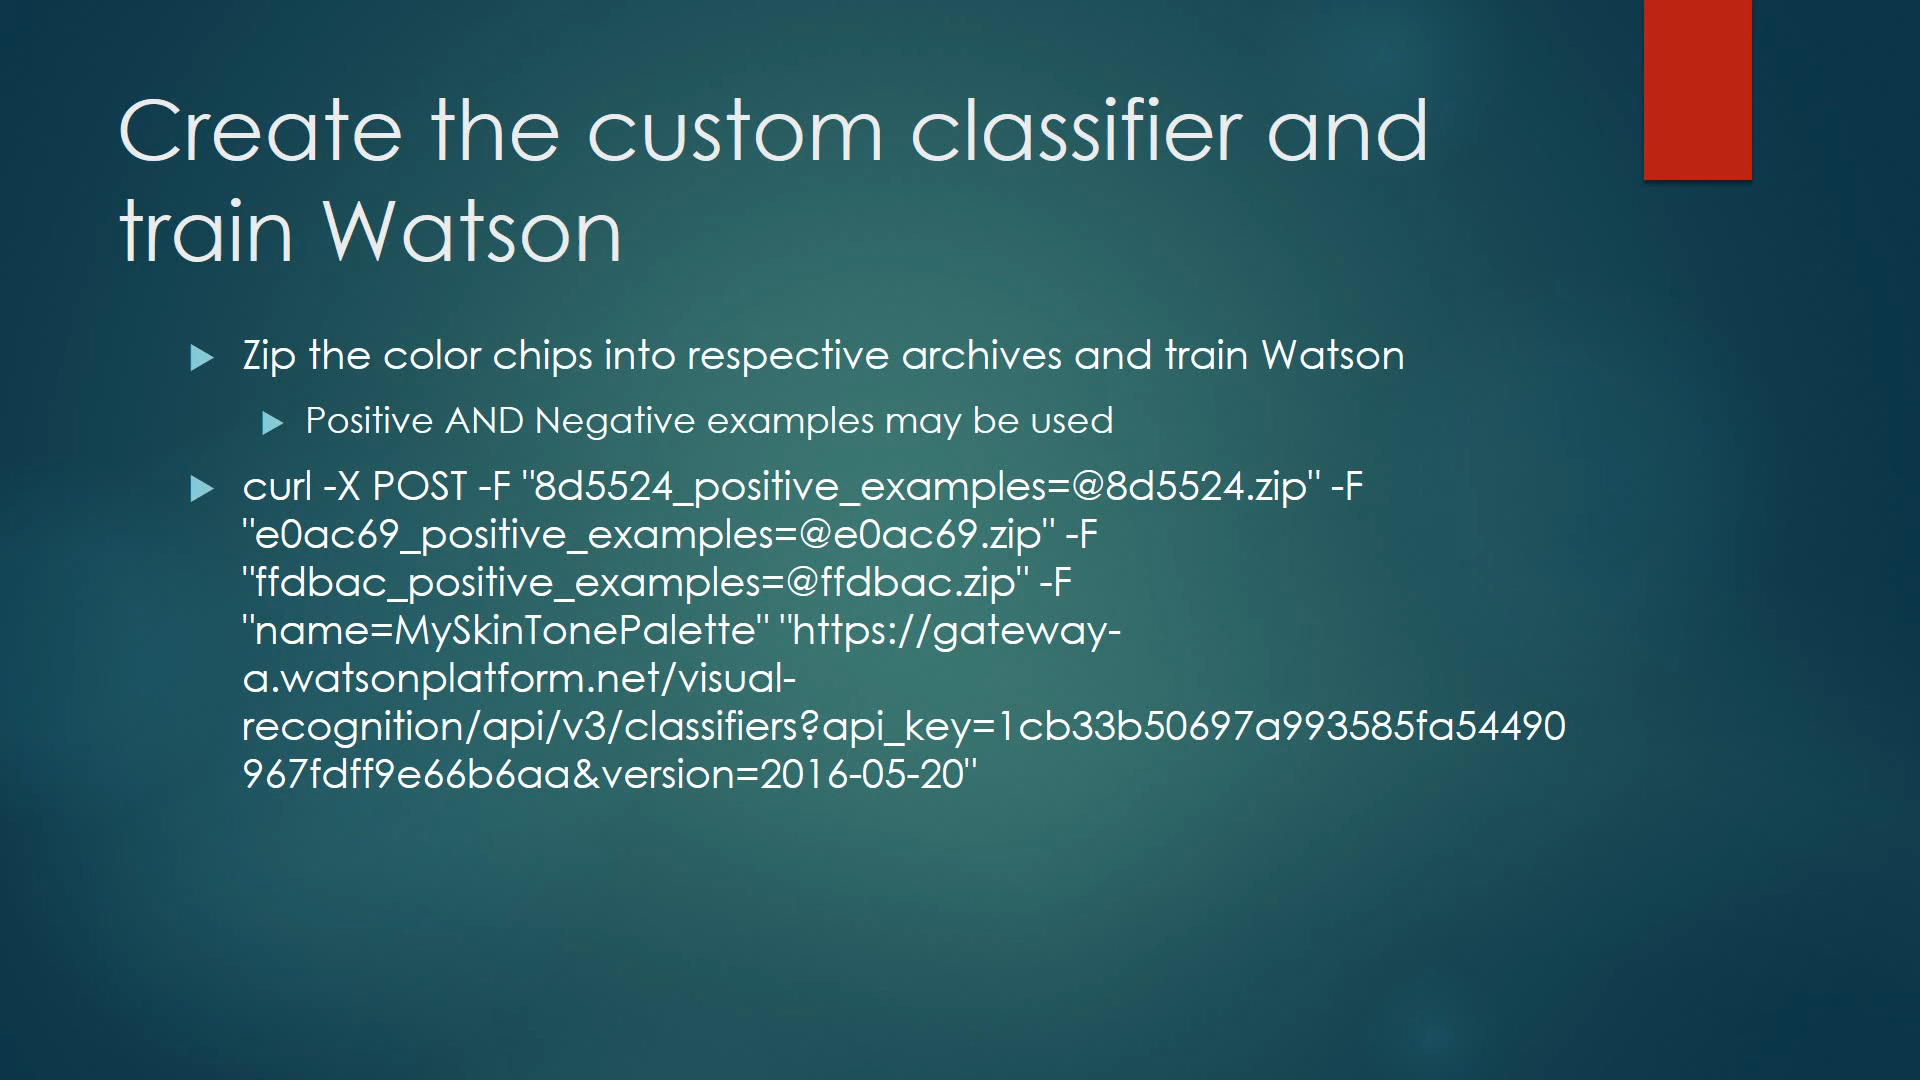 Create the custom classifier and
train Watson
Zip the color chips into respective archives and train Watson
Positive AND Negative examples may be used
curl -X POST -F "8d5524_positive_examples=@8d5524.zip" -F
"e0ac69_positive_examples=@e0ac69.zip" -F
"ffdbac_positive_examples=@ffdbac.zip" -F
"name=MySkinTonePalette" "https://gateway-
a.watsonplatform.net/visual-
recognition/api/v3/classifiers?api_key=1cb33b50697a993585fa54490
967fdff9e66b6aa&version=2016-05-20"